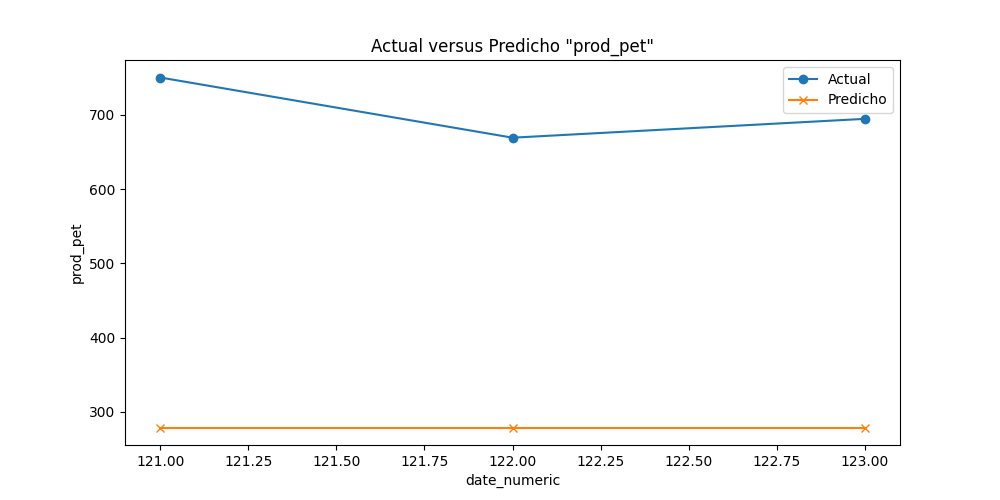 Actual versus Predicho "prod_pet"
Actual
Predicho
prod_pet
700
600
500
400
300
121.00 121.25 121.50 121.75 122.00 122.25 122.50 122.75 123.00
date_numeric